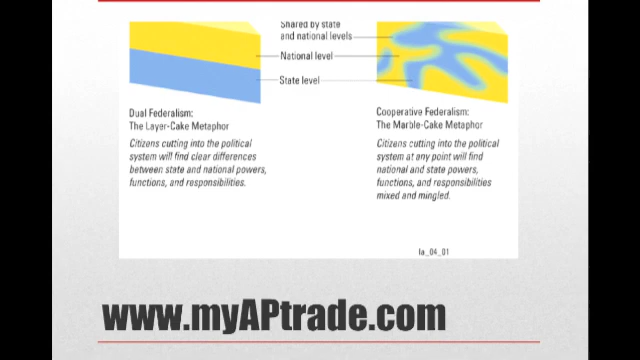 Shared by state
and national levels
National level
State level
Dual Federalism:
The Layer-Cake Metaphor
Citizens cutting into the political
system will find clear differences
between state and national powers,
functions, and responsibilities.
Cooperative Federalism:
The Marble-Cake Metaphor
Citizens cutting into the political
system at any point will find
national and state powers,
functions, and responsibilities
mixed and mingled.
la_04_01
www.myAPtrade.com